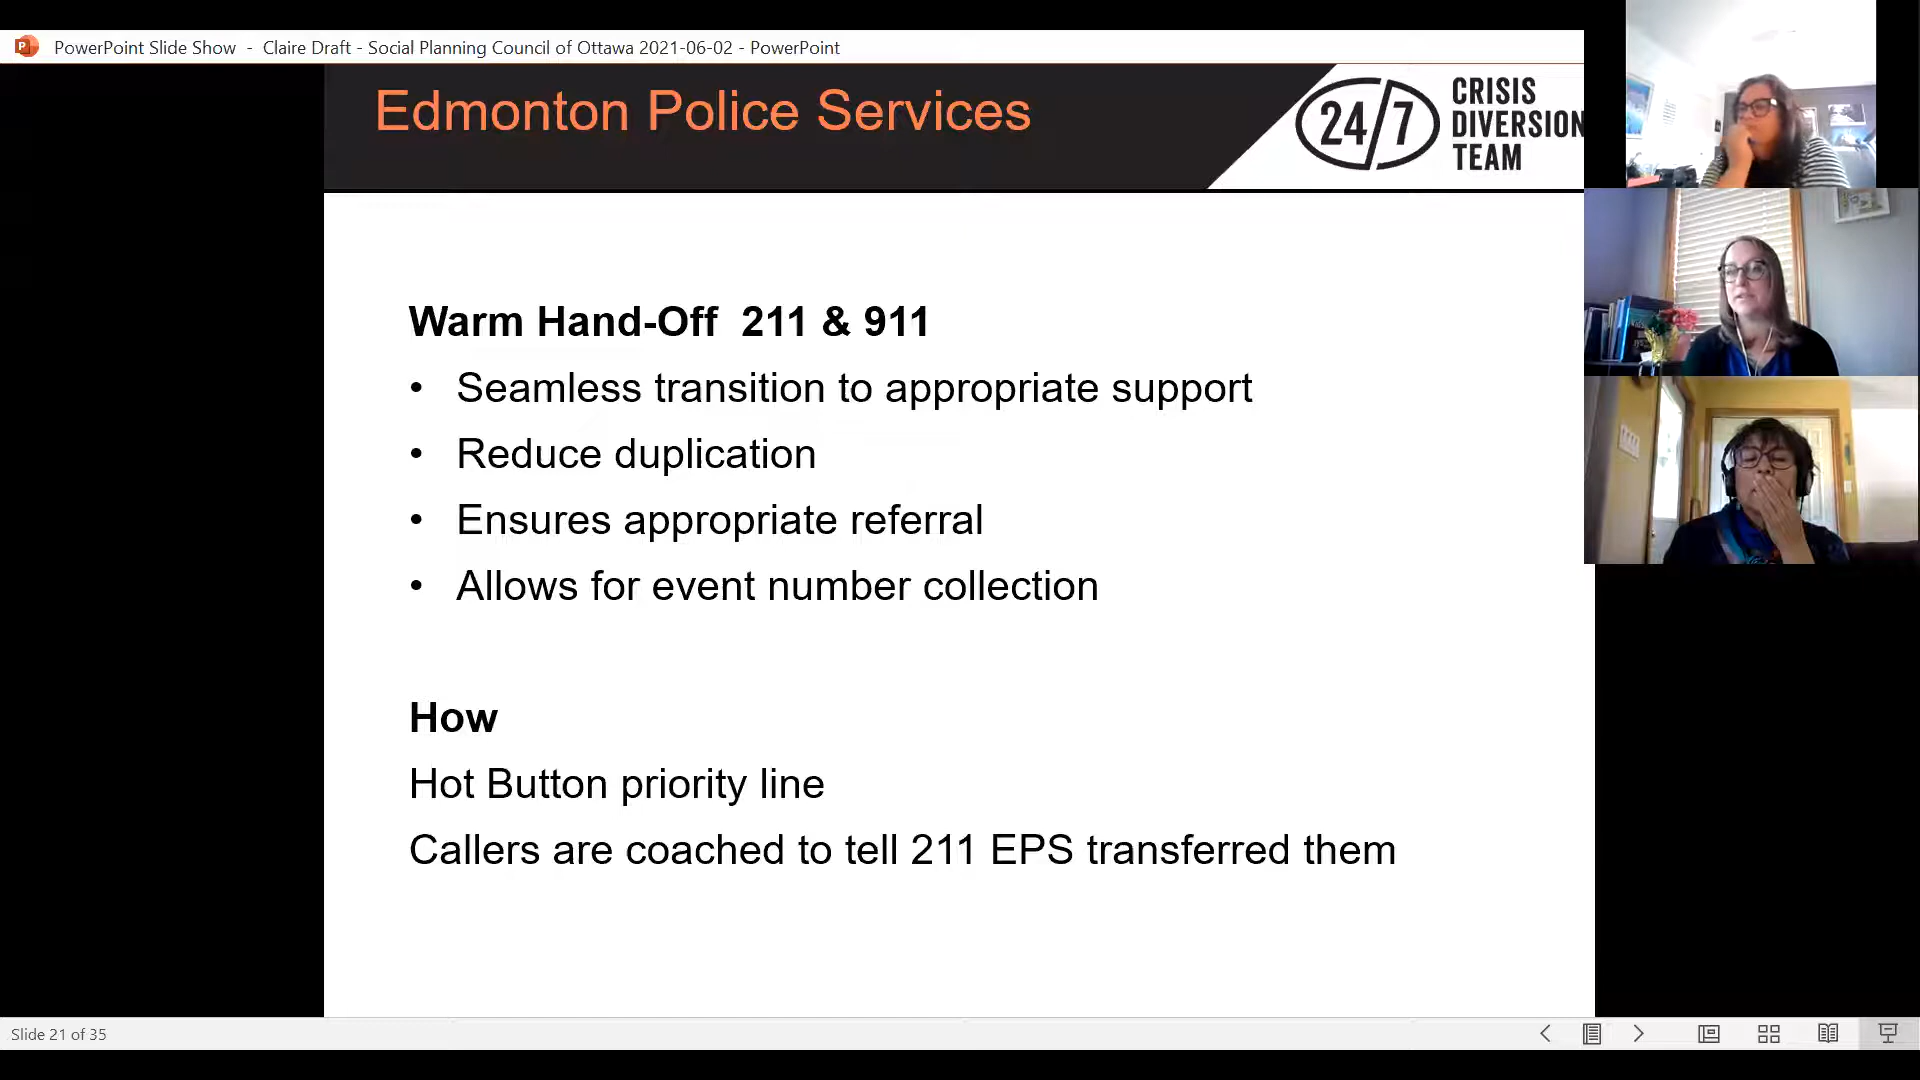 PowerPoint Slide Show - Claire Draft - Social Planning Council of Ottawa 2021-06-02 - PowerPoint
Edmonton Police Services
24/7
CRISIS
DIVERSION
TEAM
Warm Hand-Off 211 & 911
• Seamless transition to appropriate support
• Reduce duplication
• Ensures appropriate referral
• Allows for event number collection
How
Hot Button priority line
Callers are coached to tell 211 EPS transferred them
Slide 21 of 35